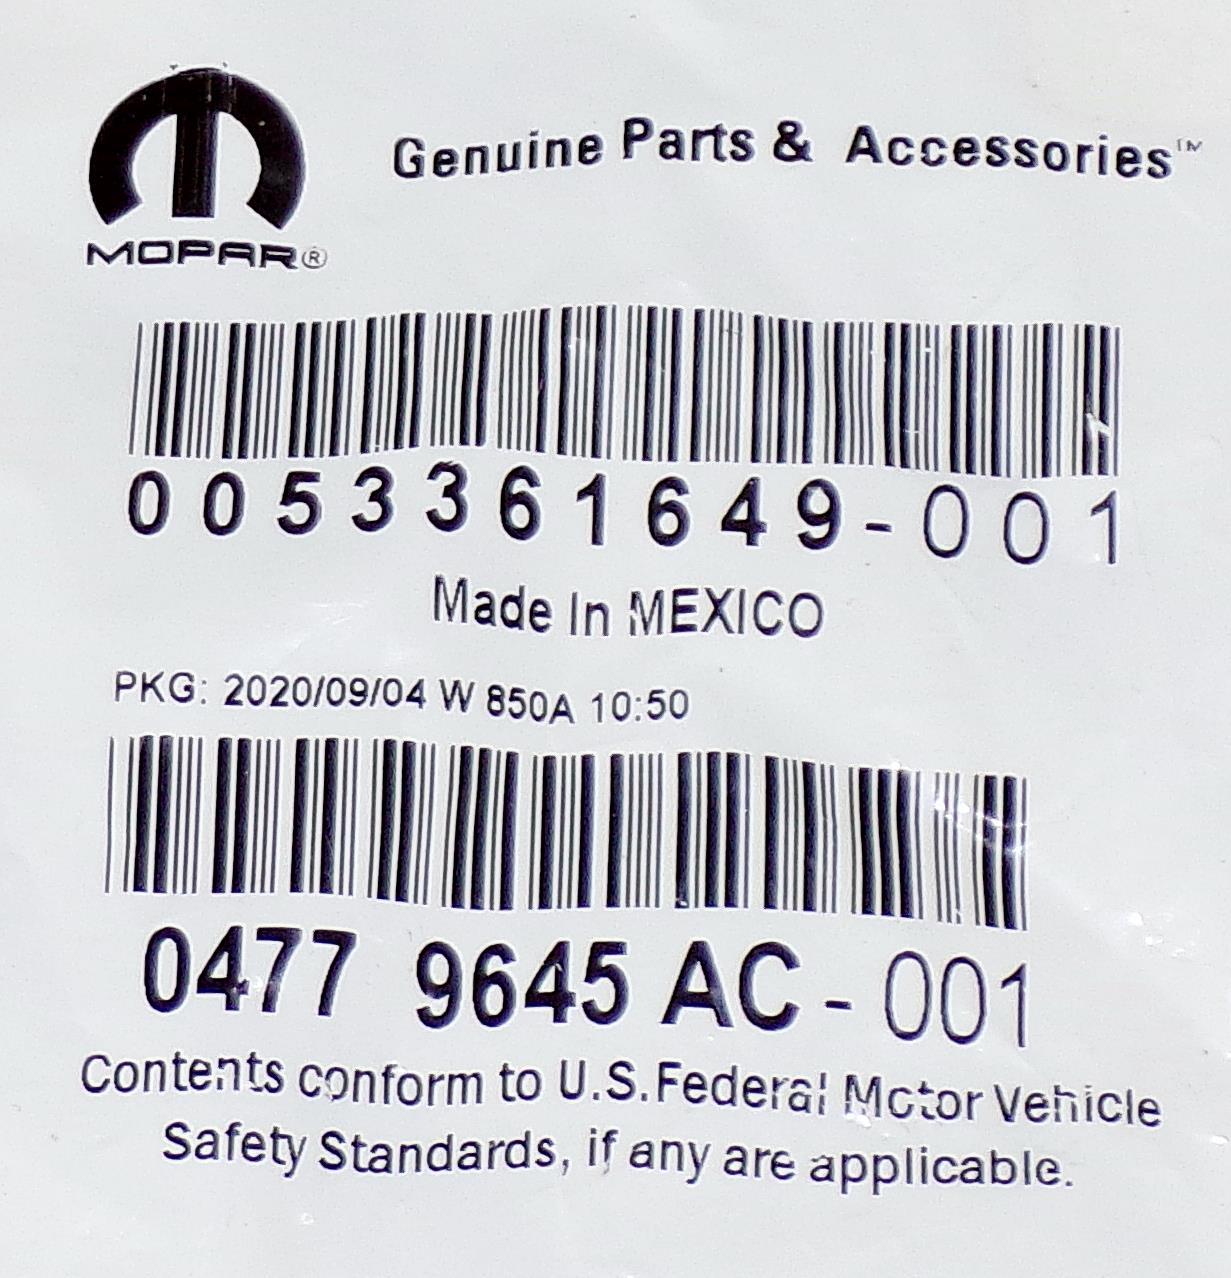 Genuine Parts & Accessories™
MOPAR®
0053361649-001
Made In MEXICO
PKG: 2020/09/04 W 850A 10:50
0477 9645 AC - 001
Contents conform to U.S. Federal Motor Vehicle
Safety Standards, if any are applicable.